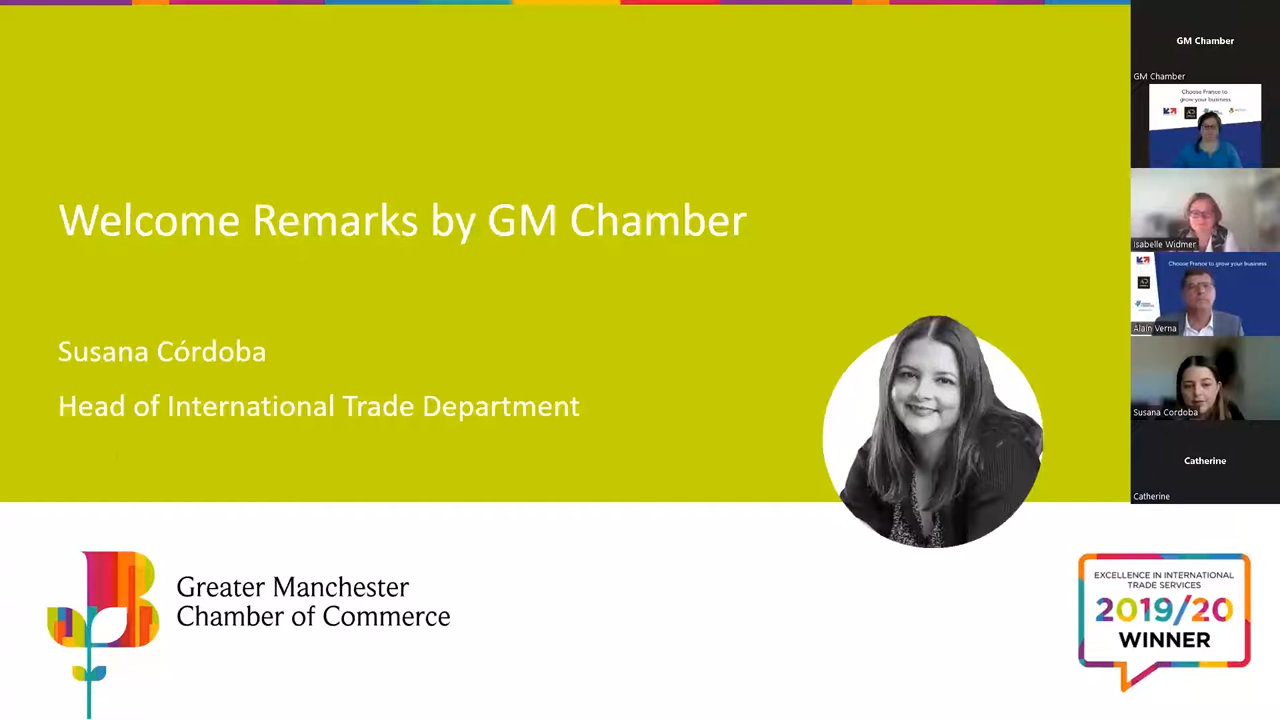 Welcome Remarks by GM Chamber
Susana Córdoba
Head of International Trade Department
Greater Manchester
Chamber of Commerce
EXCELLENCE IN INTERNATIONAL
TRADE SERVICES
2019/20
WINNER
GM Chamber
GM Chamber
Choose France to
grow your business
Isabelle Widmer
Choose France to grow your business
Alain Verna
Susana Cordoba
Catherine
Catherine